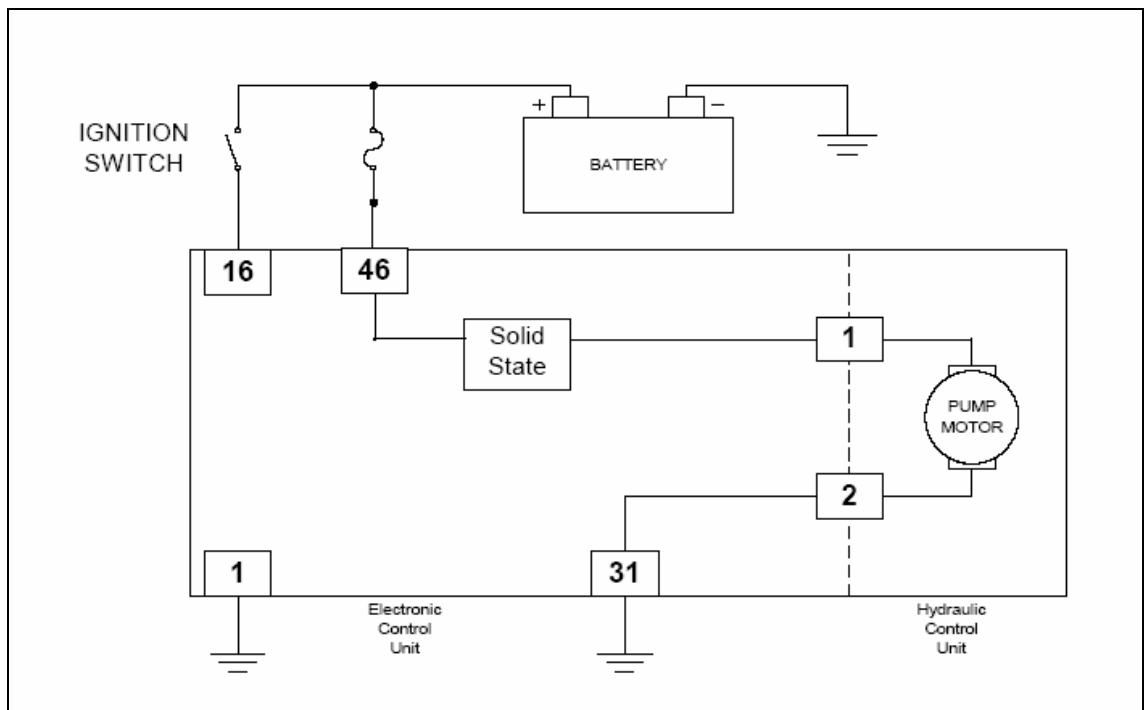 IGNITION
SWITCH
+
−
BATTERY
16
46
Solid
State
1
PUMP
MOTOR
2
1
31
Electronic
Control
Unit
Hydraulic
Control
Unit